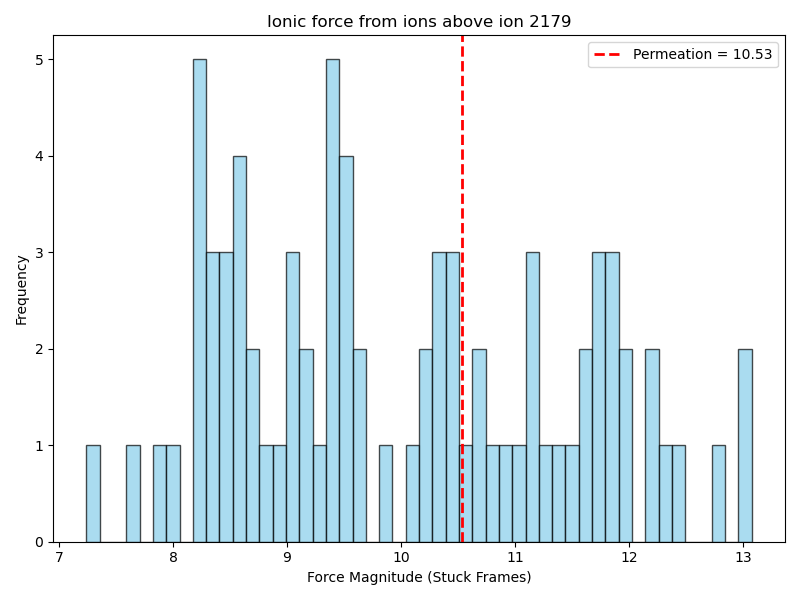 Ionic force from ions above ion 2179
Permeation = 10.53
Frequency
5
4
3
2
1
0
7 8 9 10 11 12 13
Force Magnitude (Stuck Frames)